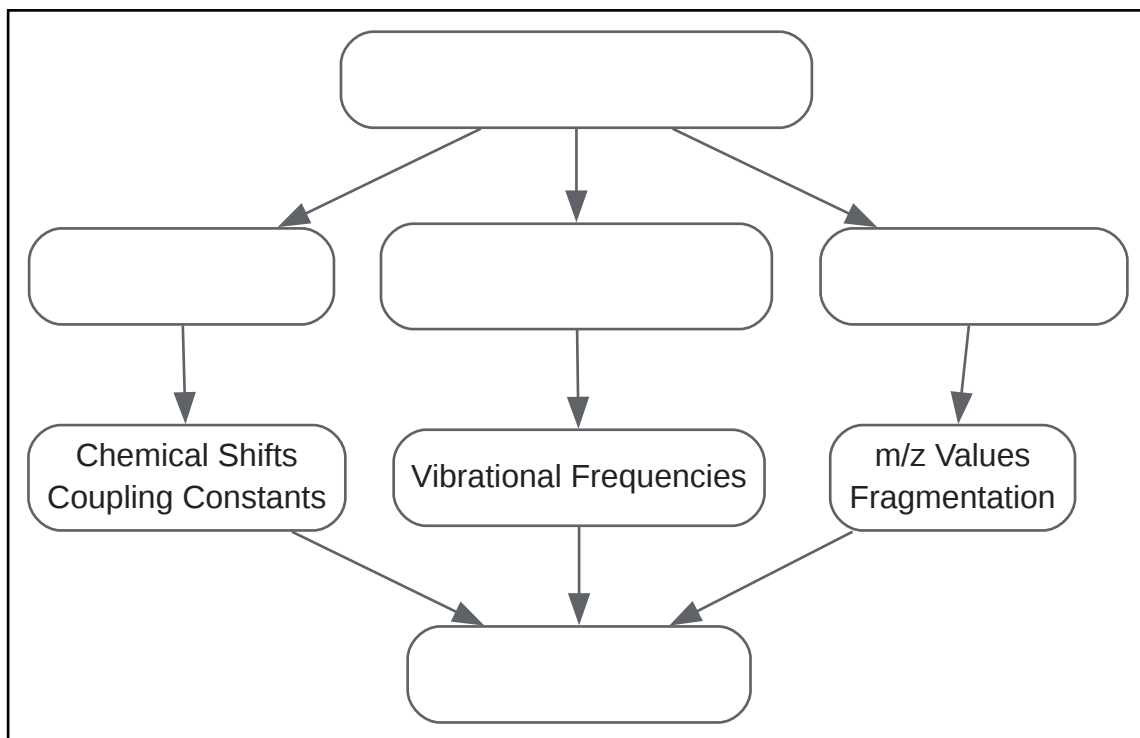 Chemical Shifts
Coupling Constants
Vibrational Frequencies
m/z Values
Fragmentation